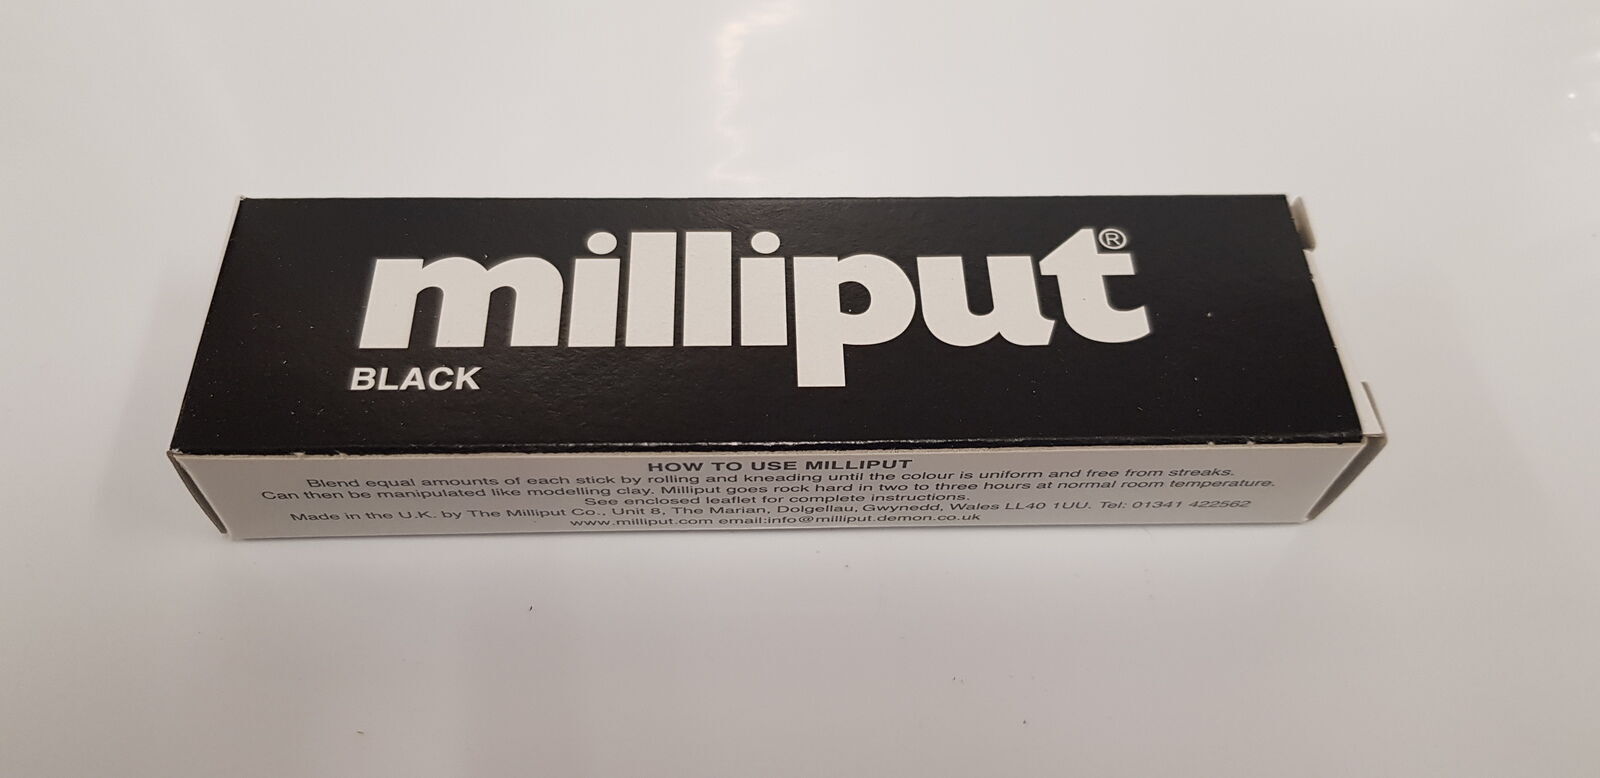 milliput®
BLACK
HOW TO USE MILLIPUT
Blend equal amounts of each stick by rolling and kneading until the colour is uniform and free from streaks.
Can then be manipulated like modelling clay. Milliput goes rock hard in two to three hours at normal room temperature.
See enclosed leaflet for complete instructions.
Made in the U.K. by The Milliput Co., Unit 8, The Marian, Dolgellau, Gwynedd, Wales LL40 1UU. Tel: 01341 422562
www.milliput.com email:info@milliput.demon.co.uk